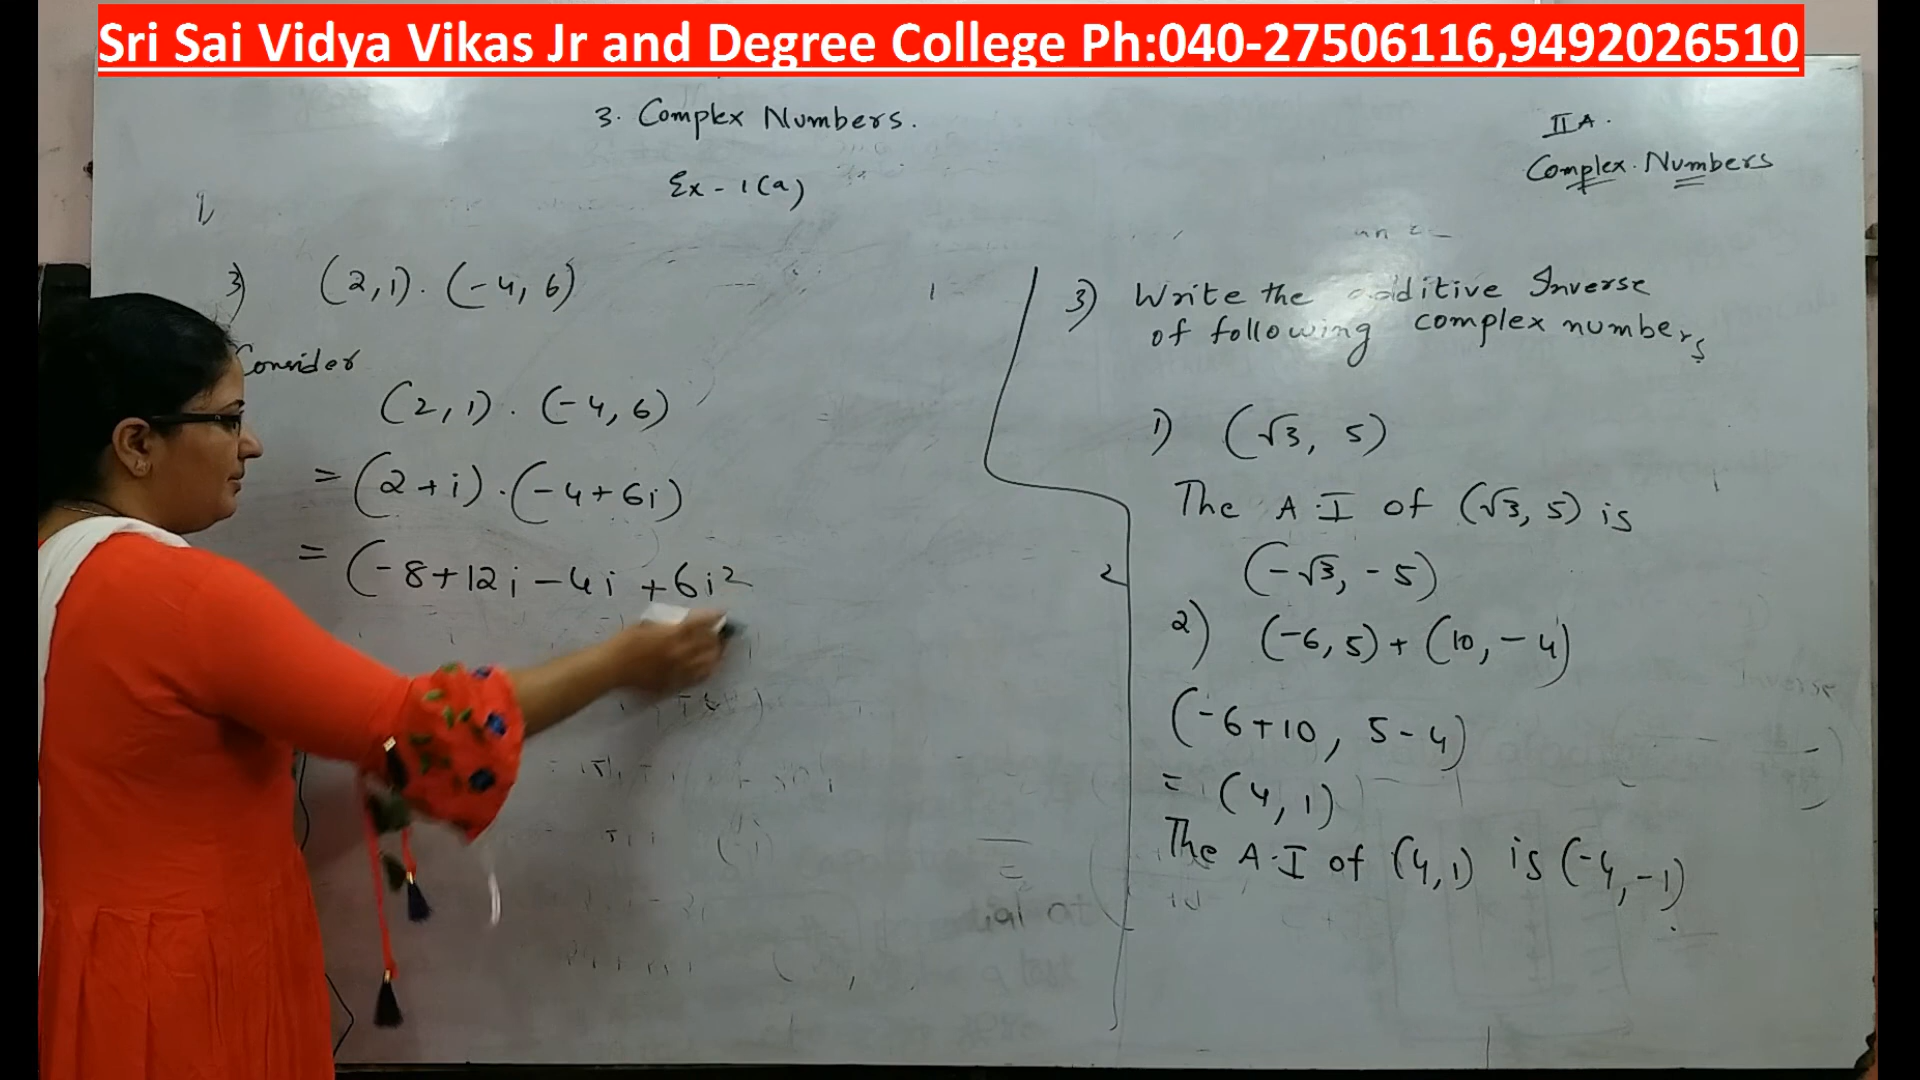 Sri Sai Vidya Vikas Jr and Degree College Ph:040-27506116,9492026510
3. Complex Numbers.
Ex - 1(a)
II A.
Complex Numbers
3) (2,1). (-4, 6)
Consider
(2,1). (-4, 6)
= (2+i).(-4+6i)
= (-8+12i-4i+6i²
3) Write the additive Inverse
of following complex numbers
1) (√3, 5)
The A.I of (√3, 5) is
(-√3, -5)
2) (-6,5)+(10,-4)
(-6+10, 5-4)
= (4,1)
The A.I of (4,1) is (-4,-1)